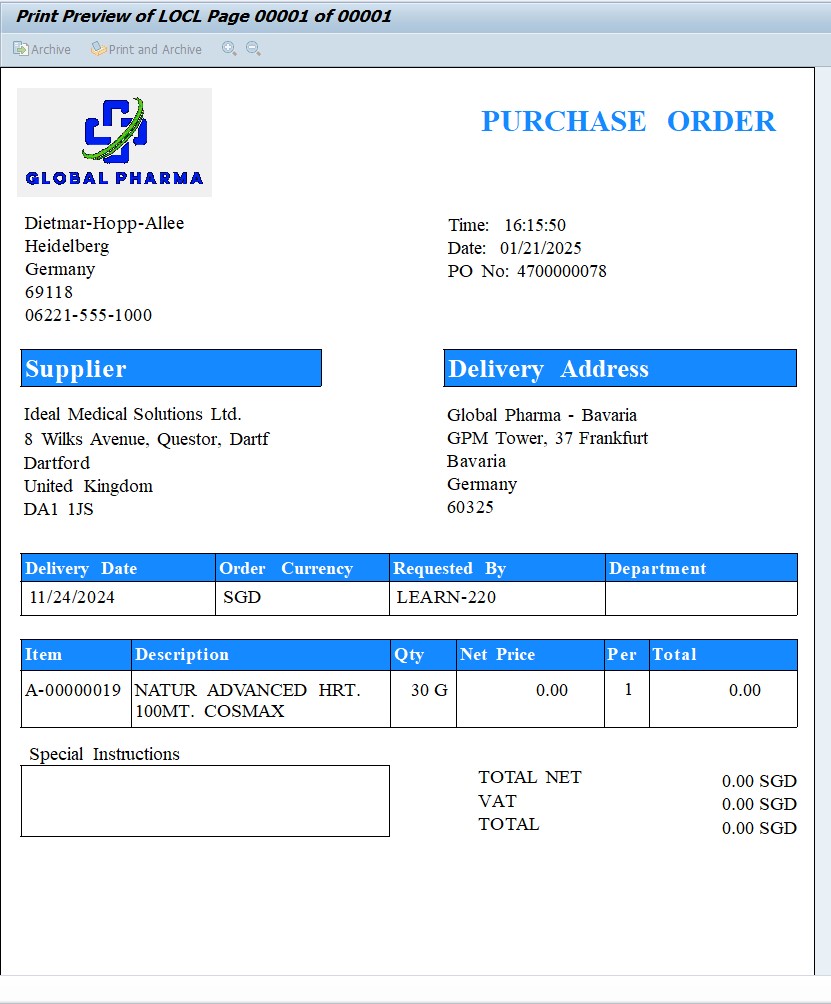 Print Preview of LOCL Page 00001 of 00001
Archive Print and Archive
GLOBAL PHARMA
PURCHASE ORDER
Dietmar-Hopp-Allee
Heidelberg
Germany
69118
06221-555-1000
Time: 16:15:50
Date: 01/21/2025
PO No: 4700000078
Supplier
Ideal Medical Solutions Ltd.
8 Wilks Avenue, Questor, Dartf
Dartford
United Kingdom
DA1 1JS
Delivery Address
Global Pharma - Bavaria
GPM Tower, 37 Frankfurt
Bavaria
Germany
60325
Delivery Date Order Currency Requested By Department
11/24/2024 SGD LEARN-220
Item Description Qty Net Price Per Total
A-00000019 NATUR ADVANCED HRT. 30 G 0.00 1 0.00
100MT. COSMAX
Special Instructions
TOTAL NET 0.00 SGD
VAT 0.00 SGD
TOTAL 0.00 SGD